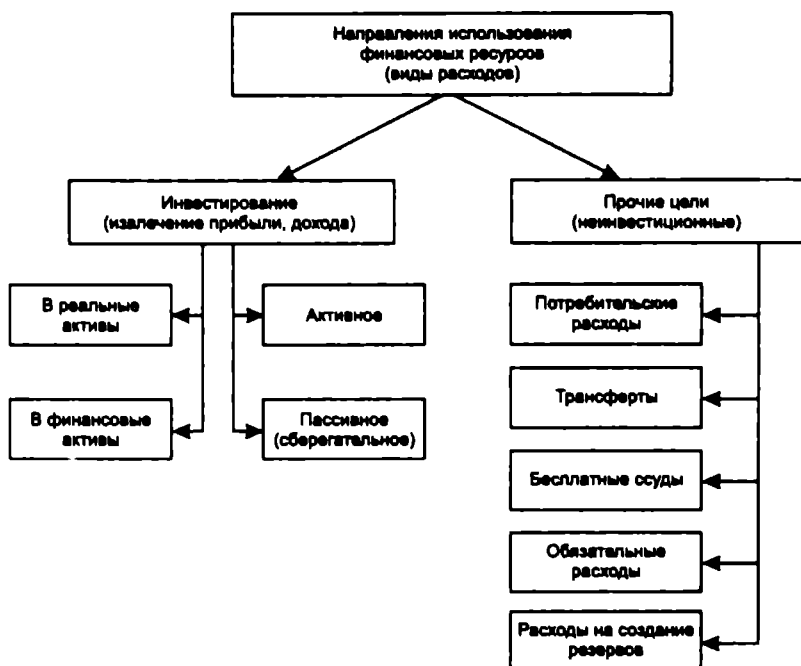 Направления использования
финансовых ресурсов
(виды расходов)
Инвестирование
(извлечение прибыли, дохода)
Прочие цели
(неинвестиционные)
В реальные
активы
Активное
В финансовые
активы
Пассивное
(сберегательное)
Потребительские
расходы
Трансферты
Бесплатные ссуды
Обязательные
расходы
Расходы на создание
резервов